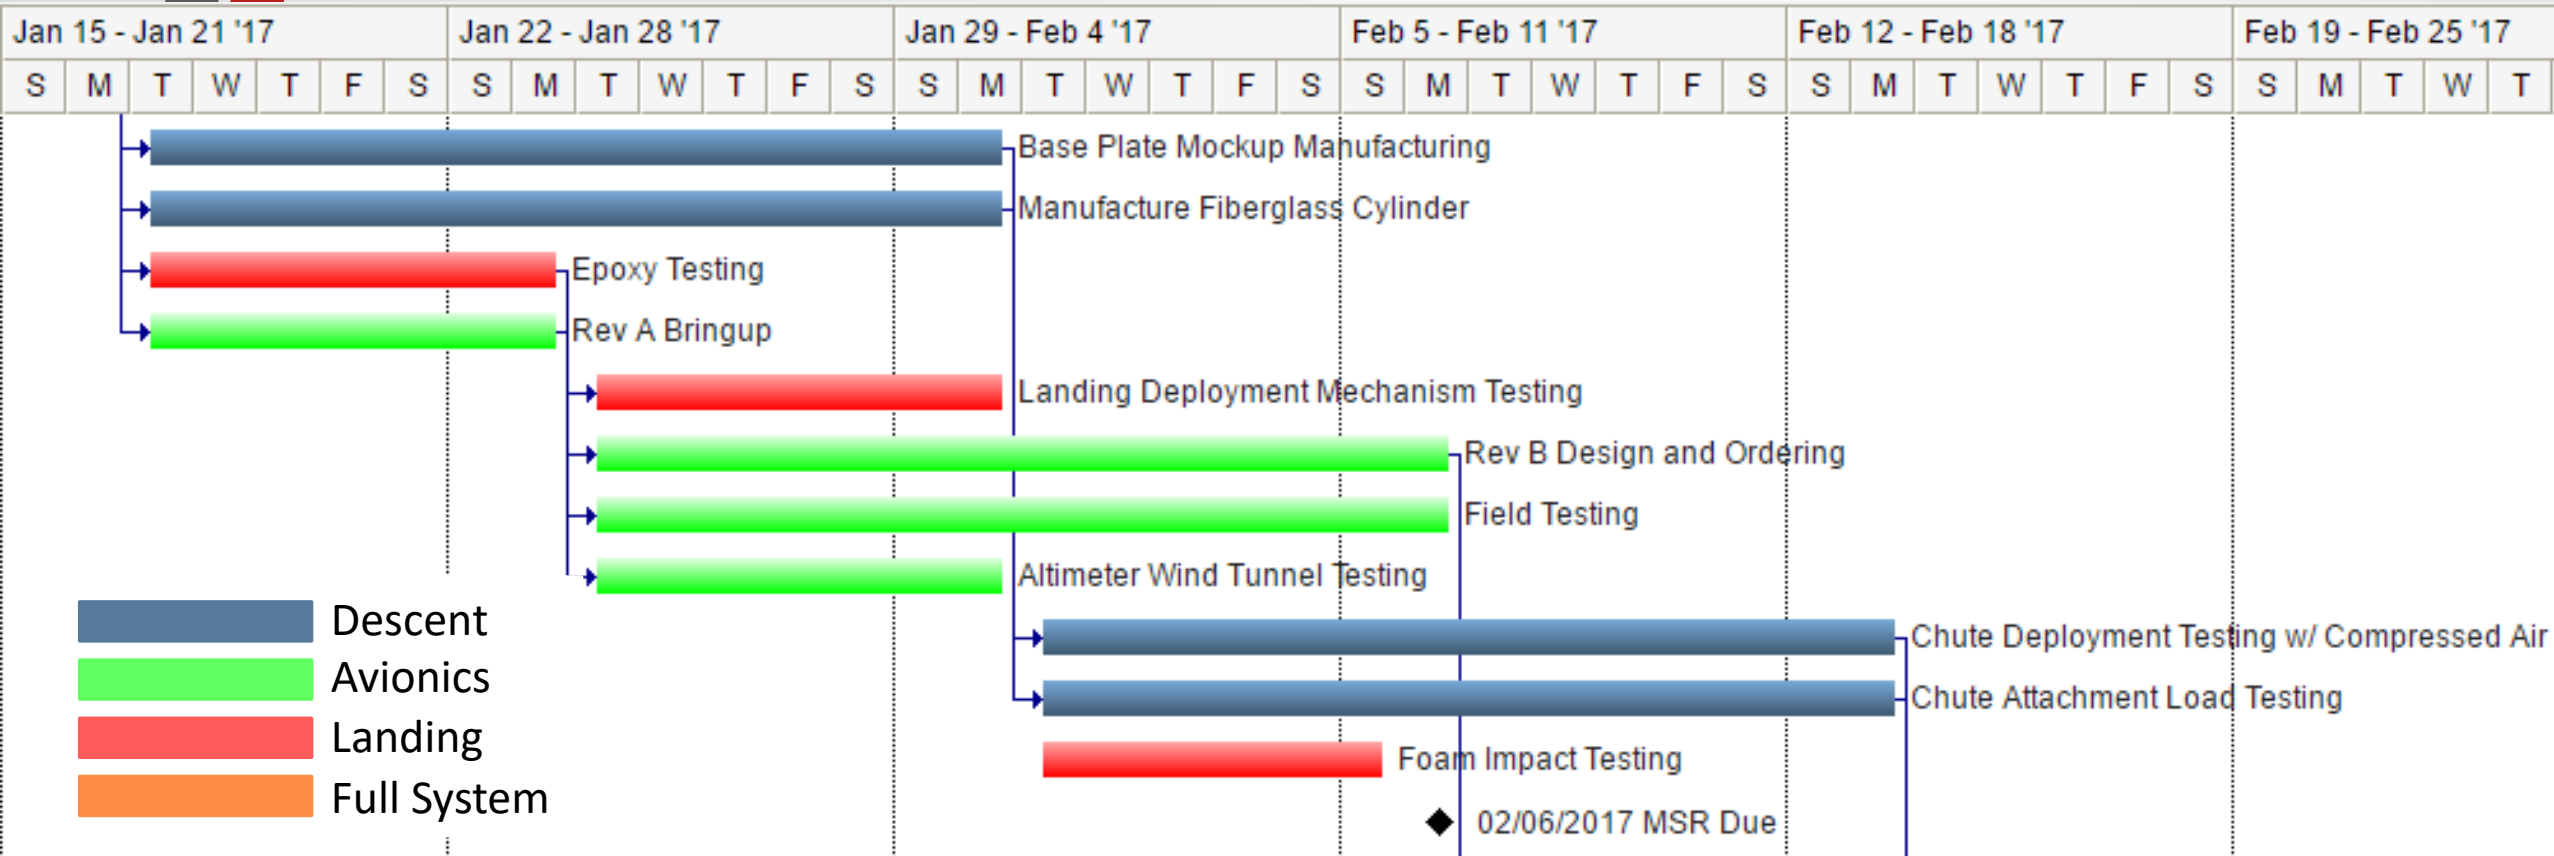 Jan 15 - Jan 21 '17 Jan 22 - Jan 28 '17 Jan 29 - Feb 4 '17 Feb 5 - Feb 11 '17 Feb 12 - Feb 18 '17 Feb 19 - Feb 25 '17
S M T W T F S S M T W T F S S M T W T F S S M T W T F S S M T W T F S S M T W T
Base Plate Mockup Manufacturing
Manufacture Fiberglass Cylinder
Epoxy Testing
Rev A Bringup
Landing Deployment Mechanism Testing
Rev B Design and Ordering
Field Testing
Altimeter Wind Tunnel Testing
Chute Deployment Testing w/ Compressed Air
Chute Attachment Load Testing
Foam Impact Testing
02/06/2017 MSR Due
Descent
Avionics
Landing
Full System